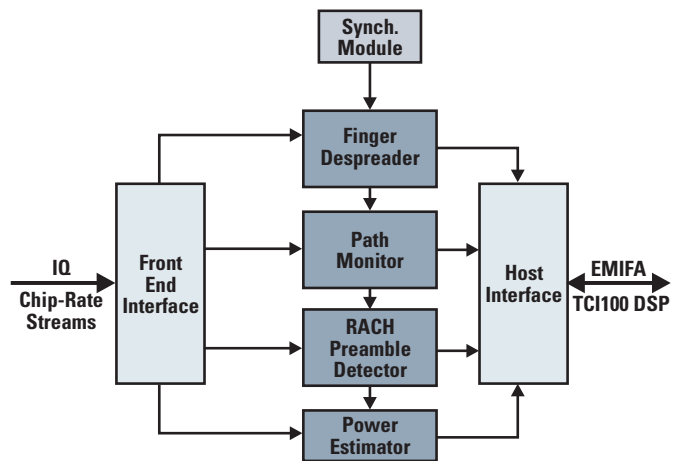 Synch.
Module
Finger
Despreader
IQ
Chip-Rate
Streams
Front
End
Interface
Path
Monitor
Host
Interface
EMIFA
TCI100 DSP
RACH
Preamble
Detector
Power
Estimator